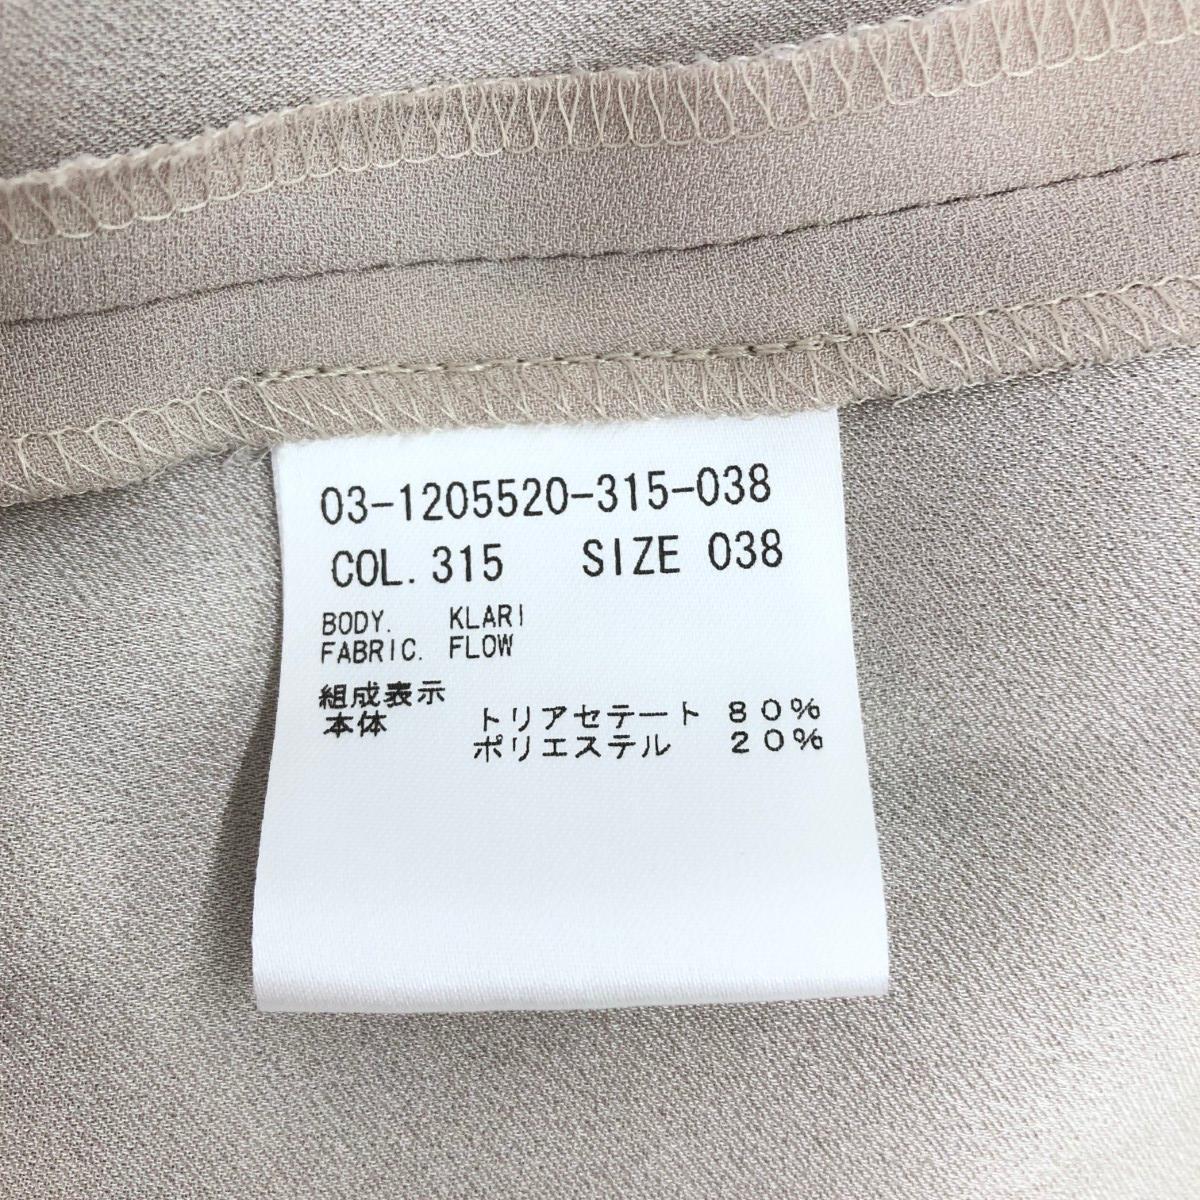 03-1205520-315-038
COL.315 SIZE 038
BODY. KLARI
FABRIC. FLOW
組成表示
本体 トリアセテート 80%
ポリエステル 20%